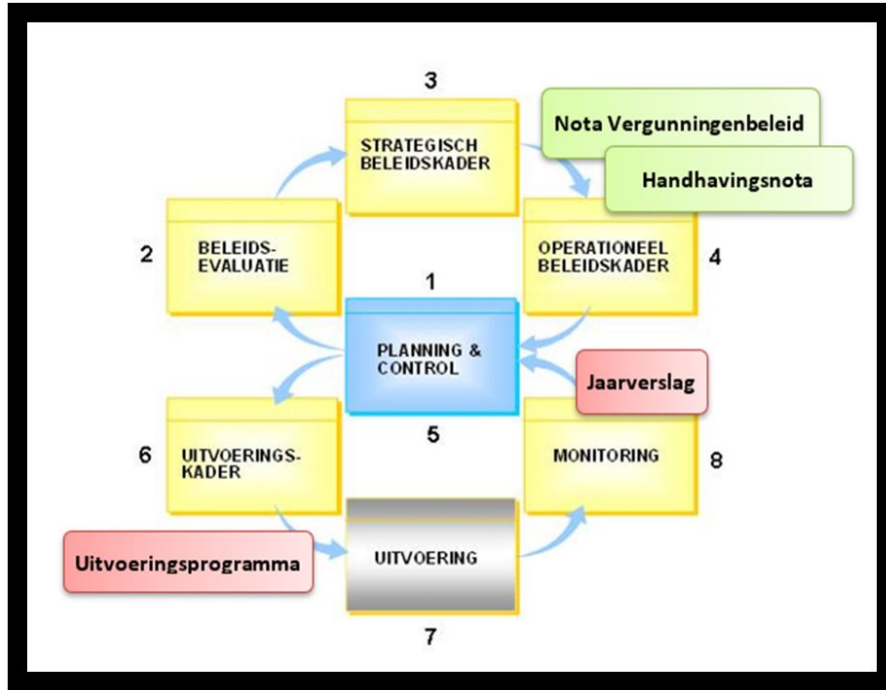 3
STRATEGISCH
BELEIDSKADER
Nota Vergunningenbeleid
Handhavingsnota
2
BELEIDS-
EVALUATIE
OPERATIONEEL
BELEIDSKADER
4
1
PLANNING &
CONTROL
Jaarverslag
5
6
UITVOERINGS-
KADER
MONITORING
8
Uitvoeringsprogramma
UITVOERING
7